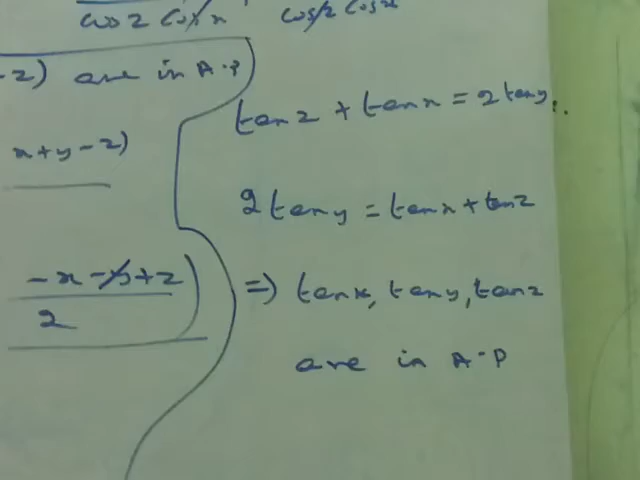 cos z cos x cos z cos x
-z) are in A.P
x+y-z)
-x-y+z)
2
tan z + tan x = 2 tan y.
2 tan y = tan x + tan z
=> tan x, tan y, tan z
are in A.P